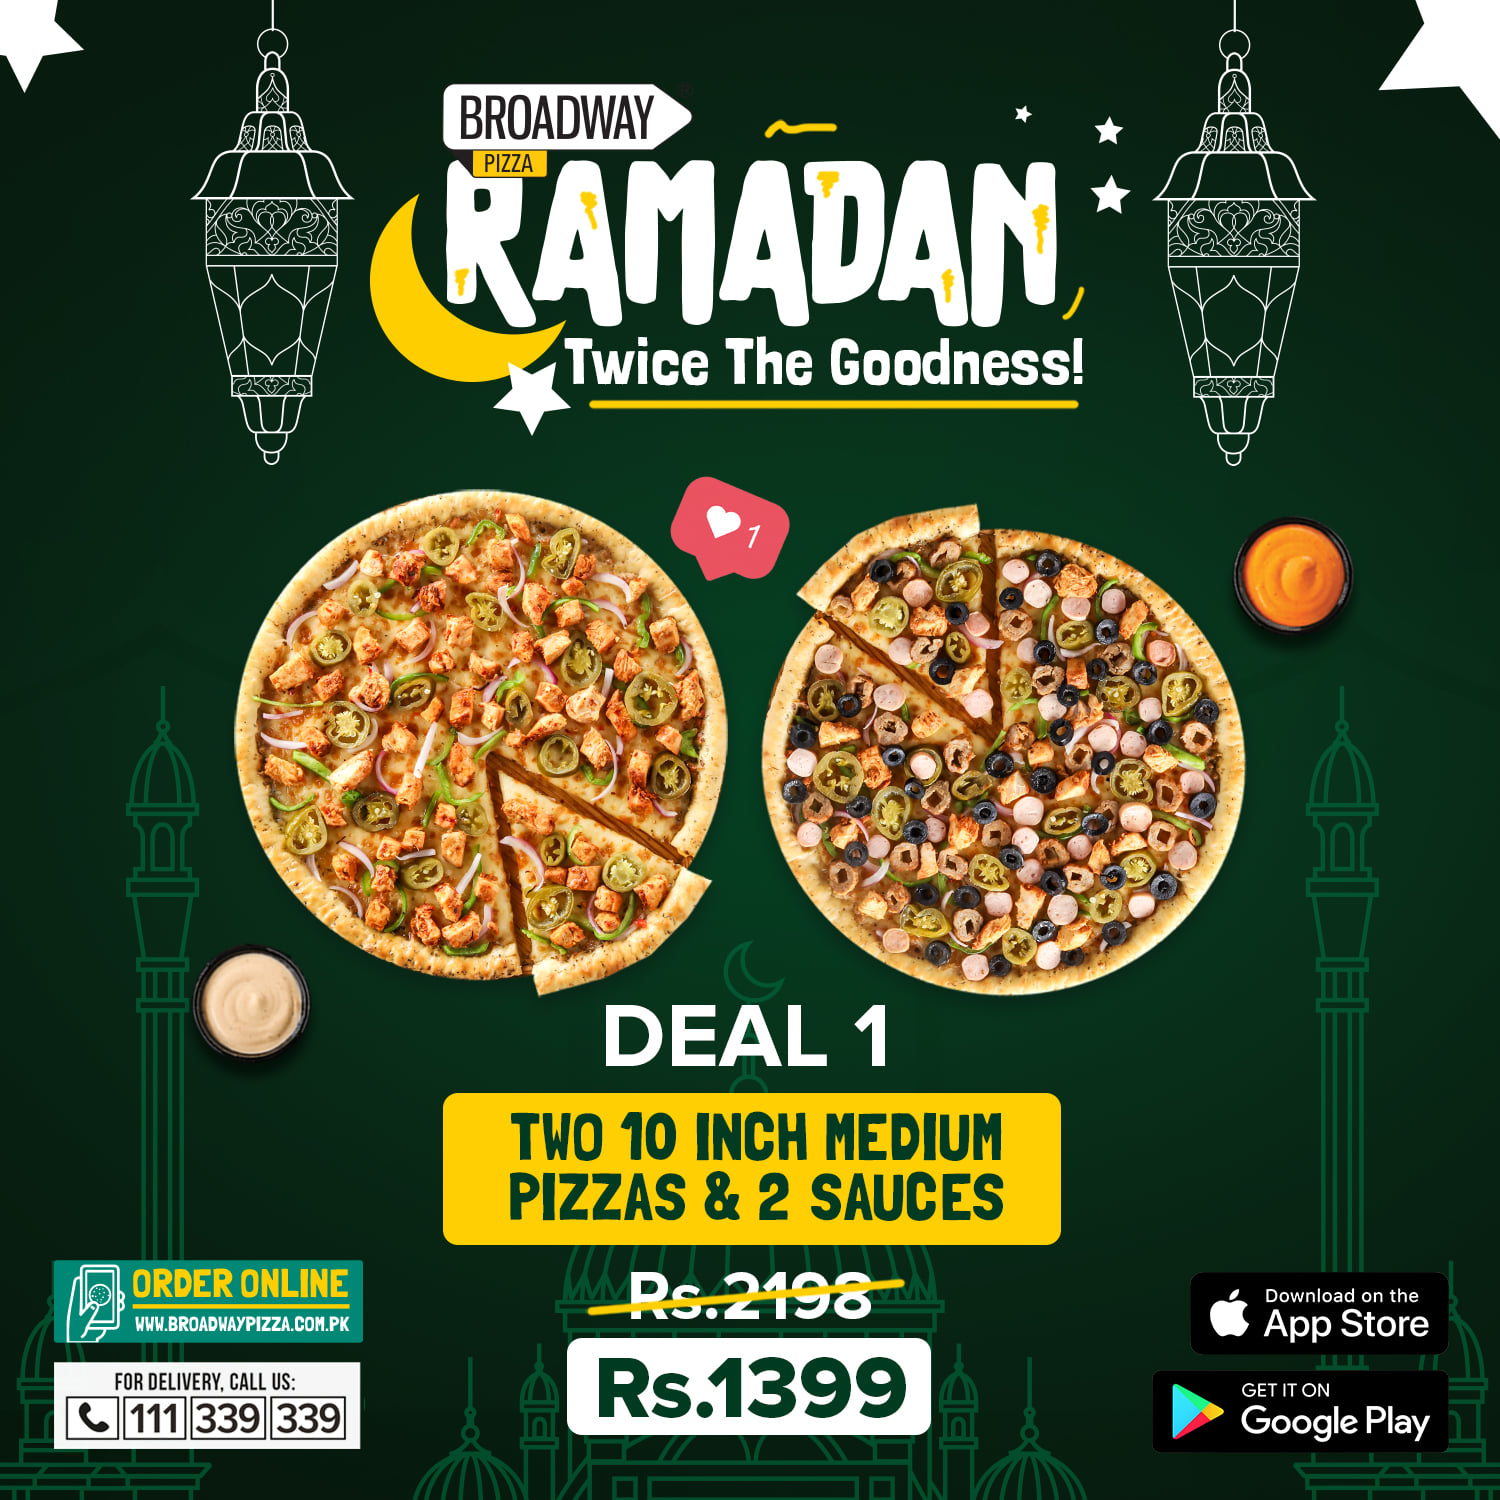 BROADWAY
PIZZA
RAMADAN
Twice The Goodness!
1
DEAL 1
TWO 10 INCH MEDIUM
PIZZAS & 2 SAUCES
Rs.2198
Rs.1399
ORDER ONLINE
WWW.BROADWAYPIZZA.COM.PK
FOR DELIVERY, CALL US:
111 339 339
Download on the
App Store
GET IT ON
Google Play